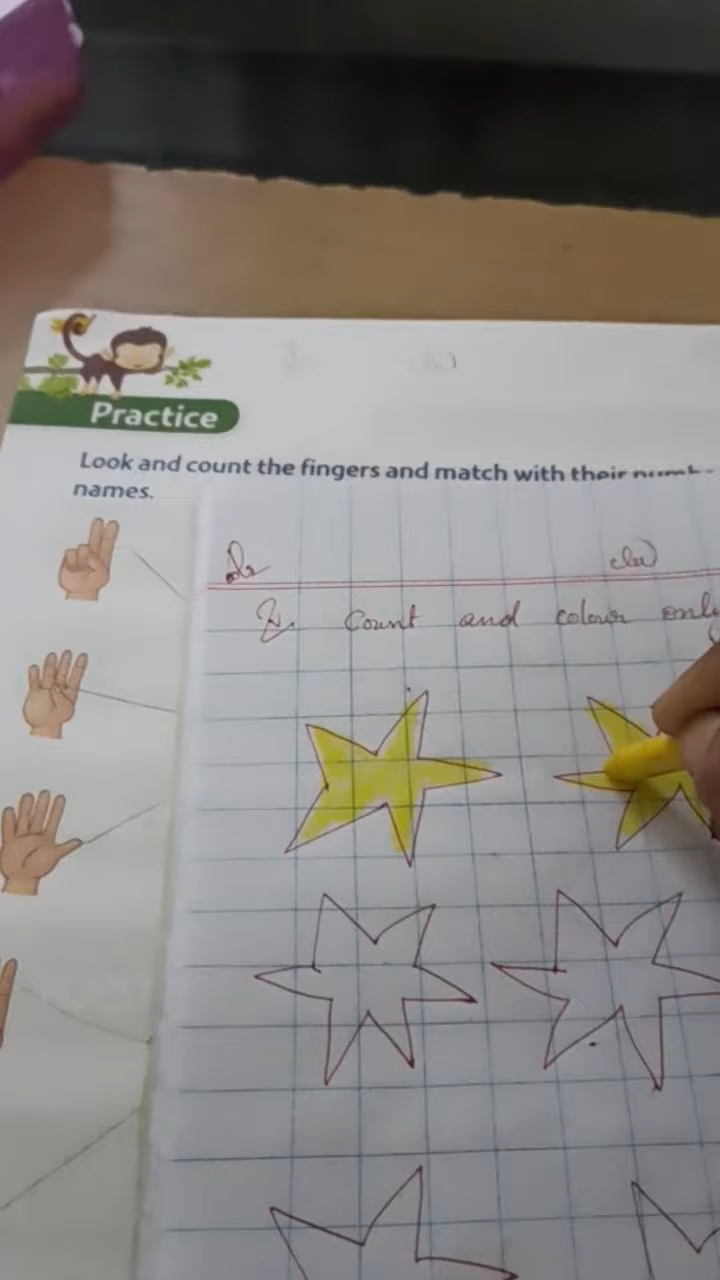 Practice
Look and count the fingers and match with their
names.
Count and colour only